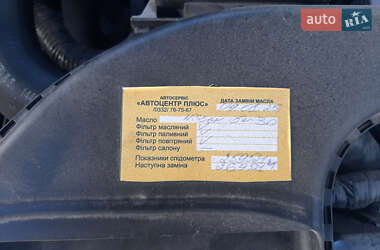 auto RIA
АВТОСЕРВІС
«АВТОЦЕНТР ПЛЮС»
/0332/ 76-75-67
ДАТА ЗАМІНИ МАСЛА
Масло
Фільтр масляний
Фільтр паливний
Фільтр повітряний
Фільтр салону
Показники спідометра
Наступна заміна